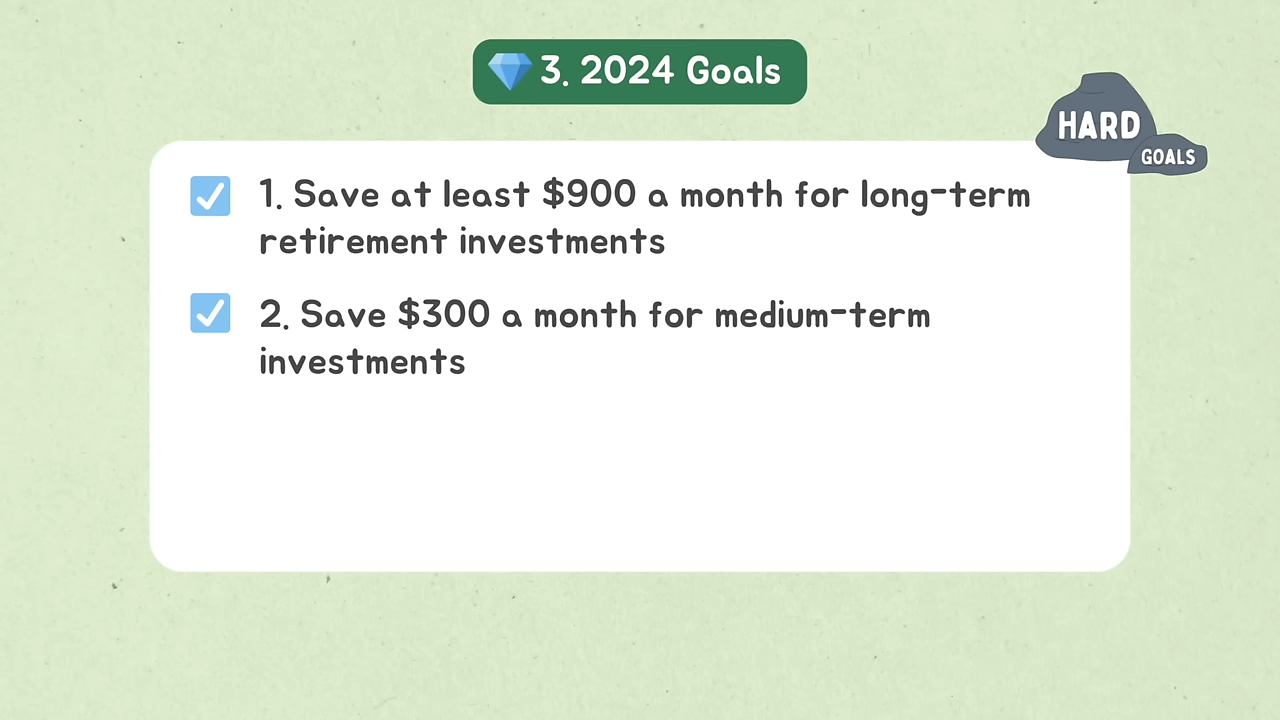 3. 2024 Goals
HARD
GOALS
1. Save at least $900 a month for long-term
retirement investments
2. Save $300 a month for medium-term
investments